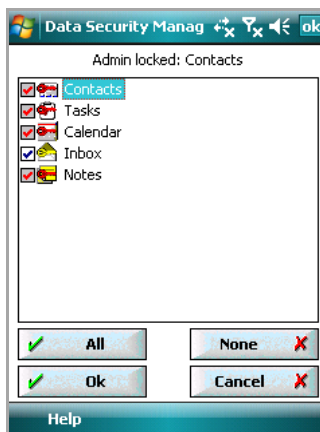 Data Security Manag ok
Admin locked: Contacts
Contacts
Tasks
Calendar
Inbox
Notes
All None
Ok Cancel
Help